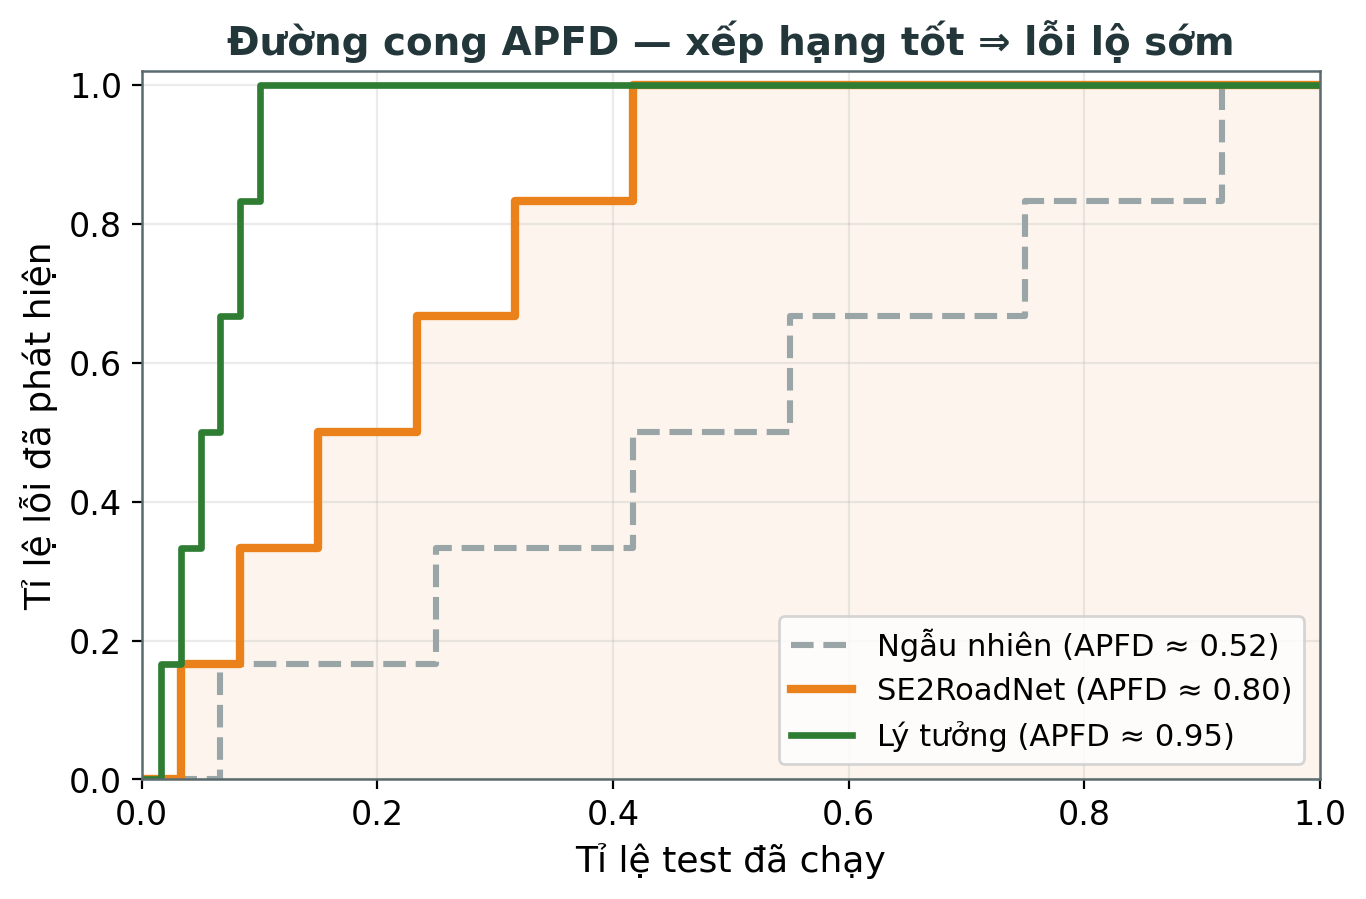 Đường cong APFD — xếp hạng tốt ⇒ lỗi lộ sớm
Tỉ lệ lỗi đã phát hiện
1.0
0.8
0.6
0.4
0.2
0.0
Ngẫu nhiên (APFD ≈ 0.52)
SE2RoadNet (APFD ≈ 0.80)
Lý tưởng (APFD ≈ 0.95)
0.0 0.2 0.4 0.6 0.8 1.0
Tỉ lệ test đã chạy